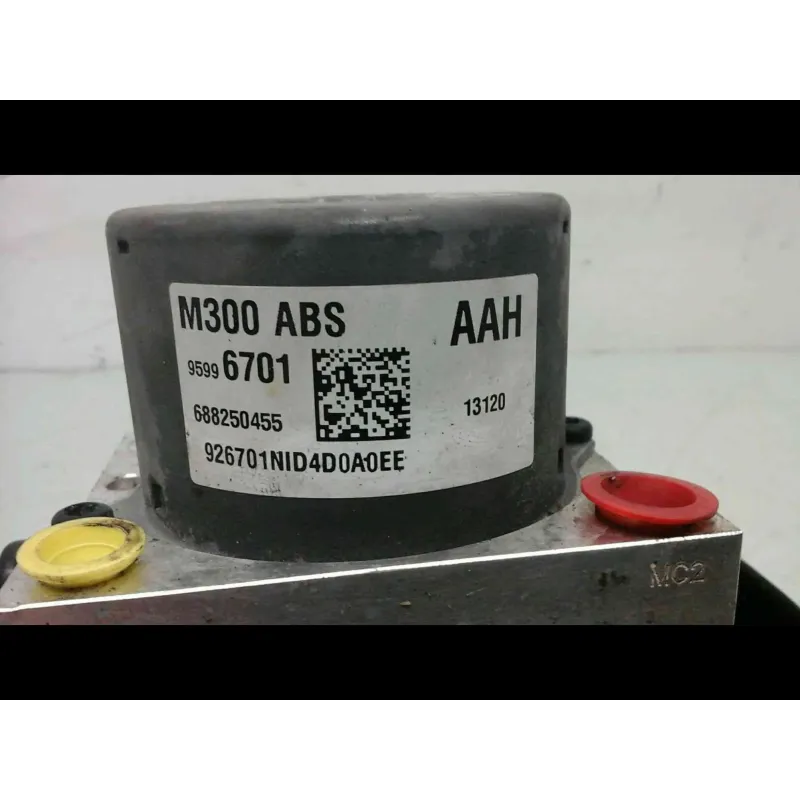 M300 ABS AAH
9599 6701
688250455 13120
926701NID4D0A0EE
MC2